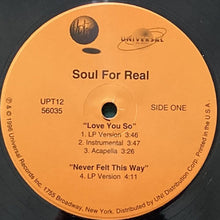 UNIVERSAL
Soul For Real
UPT12
56035
SIDE ONE
"Love You So"
1. LP Version 3:46
2. Instrumental 3:47
3. Acapella 3:26
"Never Felt This Way"
4. LP Version 4:11
℗ & © 1996 Universal Records Inc. 1755 Broadway, New York. Distributed by UNI Distribution Corp. Printed in U.S.A.